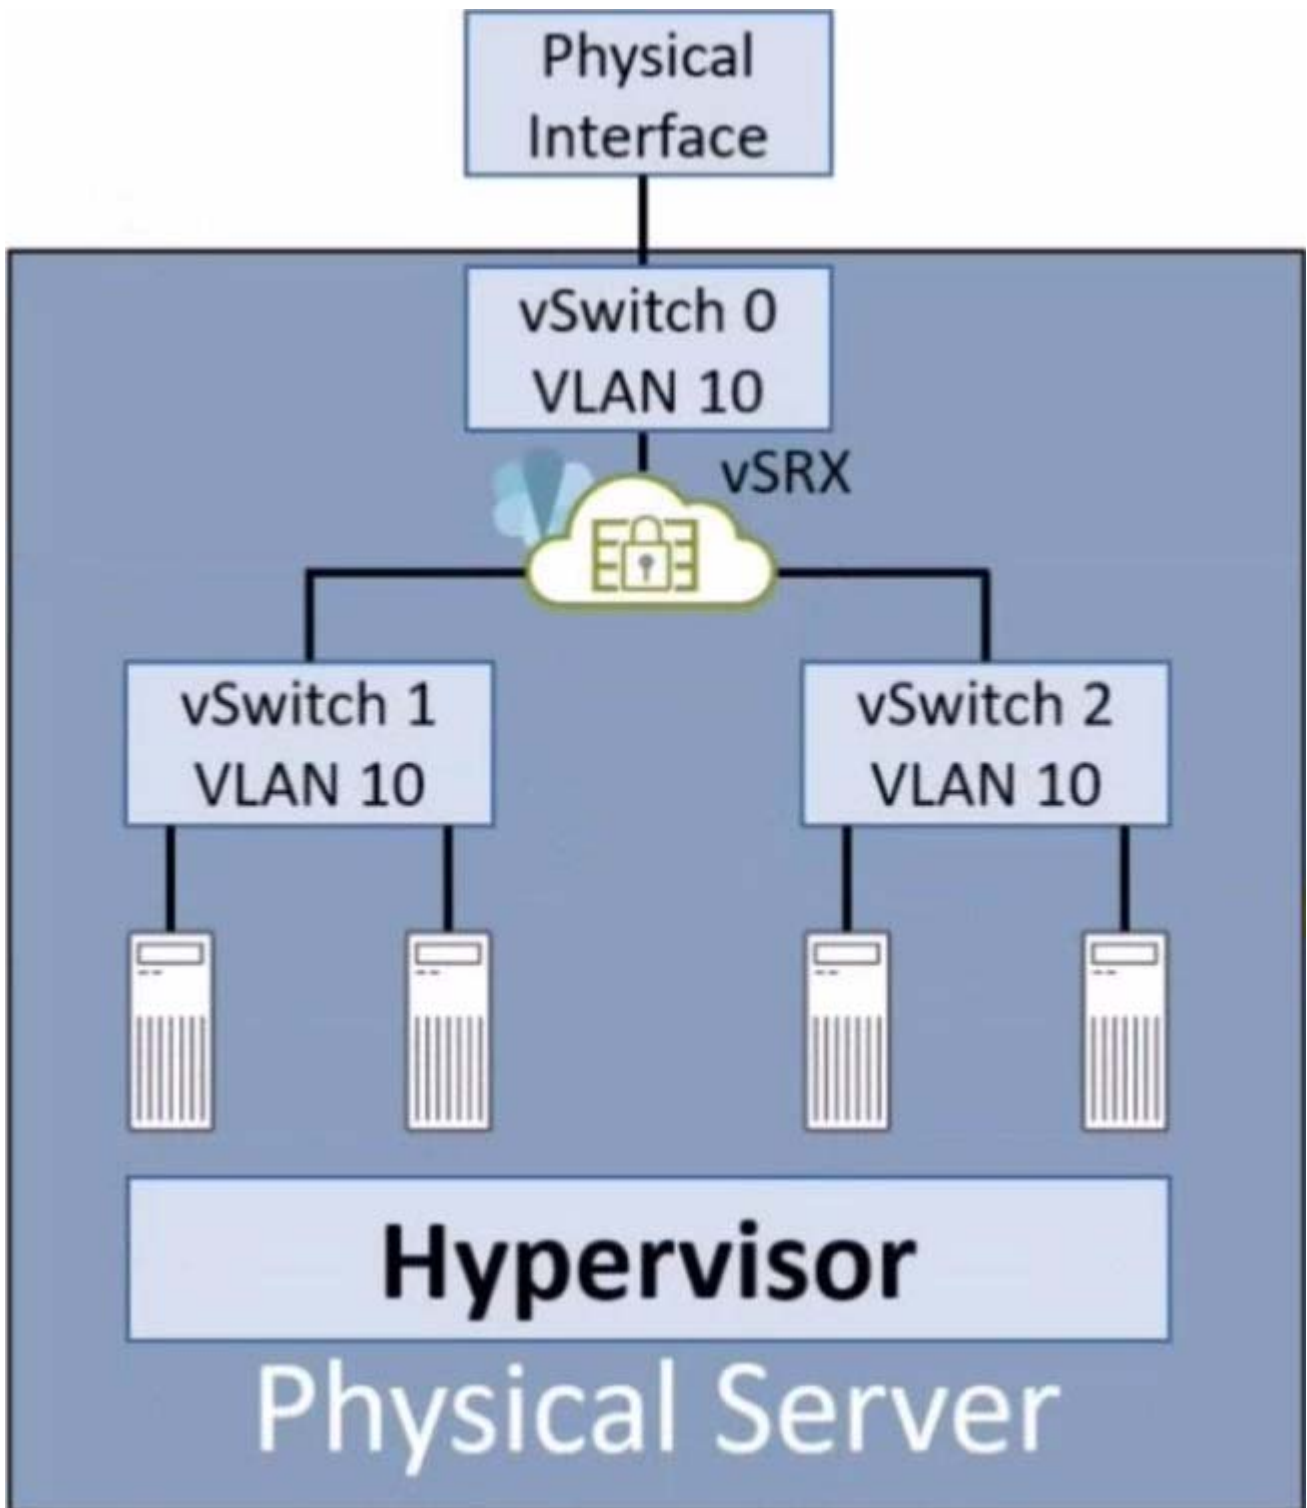 Physical
Interface
vSwitch 0
VLAN 10
vSRX
vSwitch 1
VLAN 10
vSwitch 2
VLAN 10
Hypervisor
Physical Server